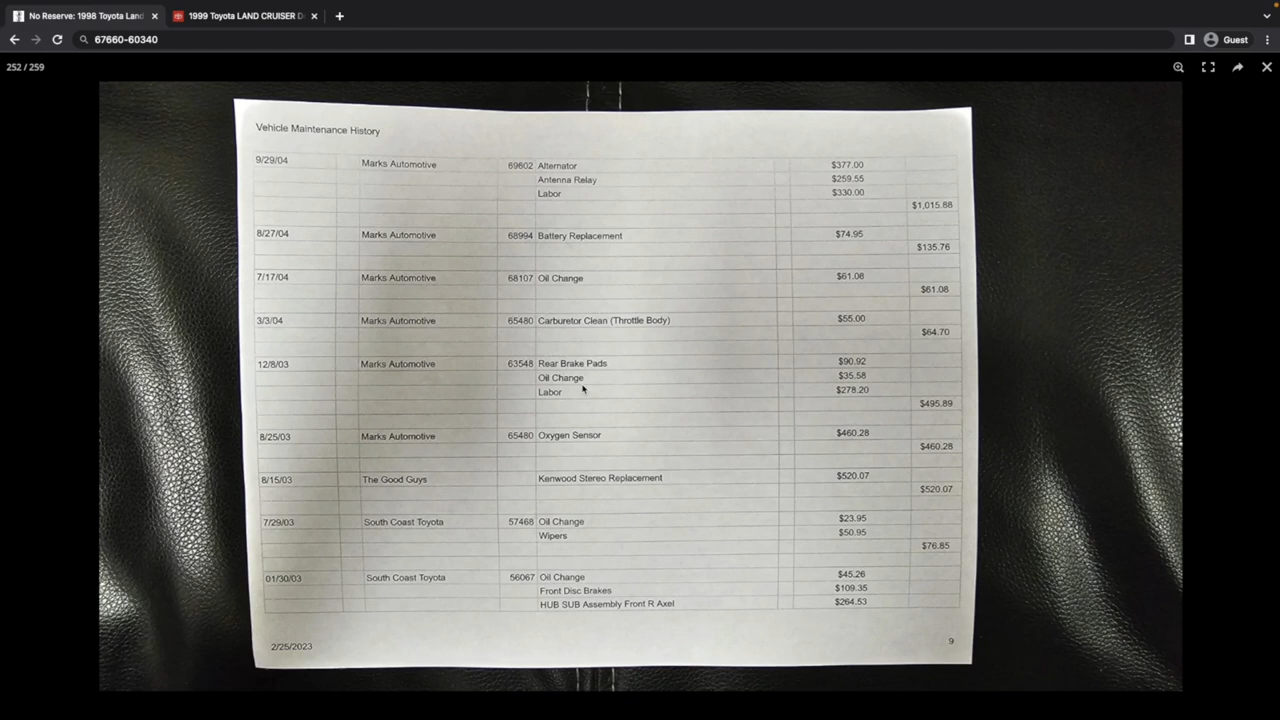 No Reserve: 1998 Toyota Land
1999 Toyota LAND CRUISER D
67660-60340
Guest
252 / 259
Vehicle Maintenance History
9/29/04 Marks Automotive 69602 Alternator $377.00
Antenna Relay $259.55
Labor $330.00
$1,015.88
8/27/04 Marks Automotive 68994 Battery Replacement $74.95
$135.76
7/17/04 Marks Automotive 68107 Oil Change $61.08
$61.08
3/3/04 Marks Automotive 65480 Carburetor Clean (Throttle Body) $55.00
$64.70
12/8/03 Marks Automotive 63548 Rear Brake Pads $90.92
Oil Change $35.58
Labor $278.20
$495.89
8/25/03 Marks Automotive 65480 Oxygen Sensor $460.28
$460.28
8/15/03 The Good Guys Kenwood Stereo Replacement $520.07
$520.07
7/29/03 South Coast Toyota 57468 Oil Change $23.95
Wipers $50.95
$76.85
01/30/03 South Coast Toyota 56067 Oil Change $45.26
Front Disc Brakes $109.35
HUB SUB Assembly Front R Axel $264.53
2/25/2023 9